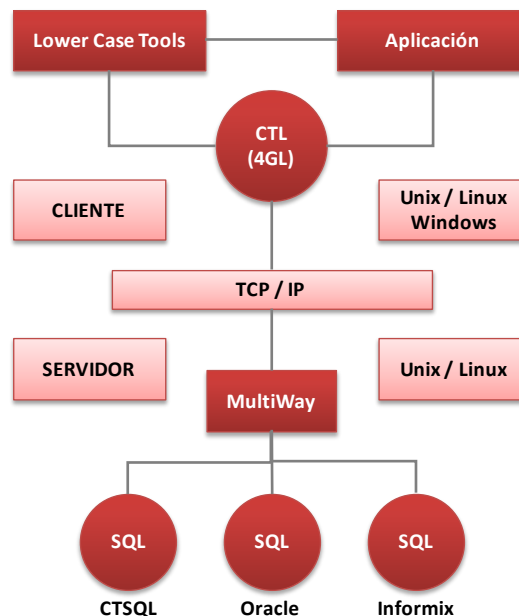 Lower Case Tools
Aplicación
CTL
(4GL)
CLIENTE
Unix / Linux
Windows
TCP / IP
SERVIDOR
Unix / Linux
MultiWay
SQL
SQL
SQL
CTSQL
Oracle
Informix